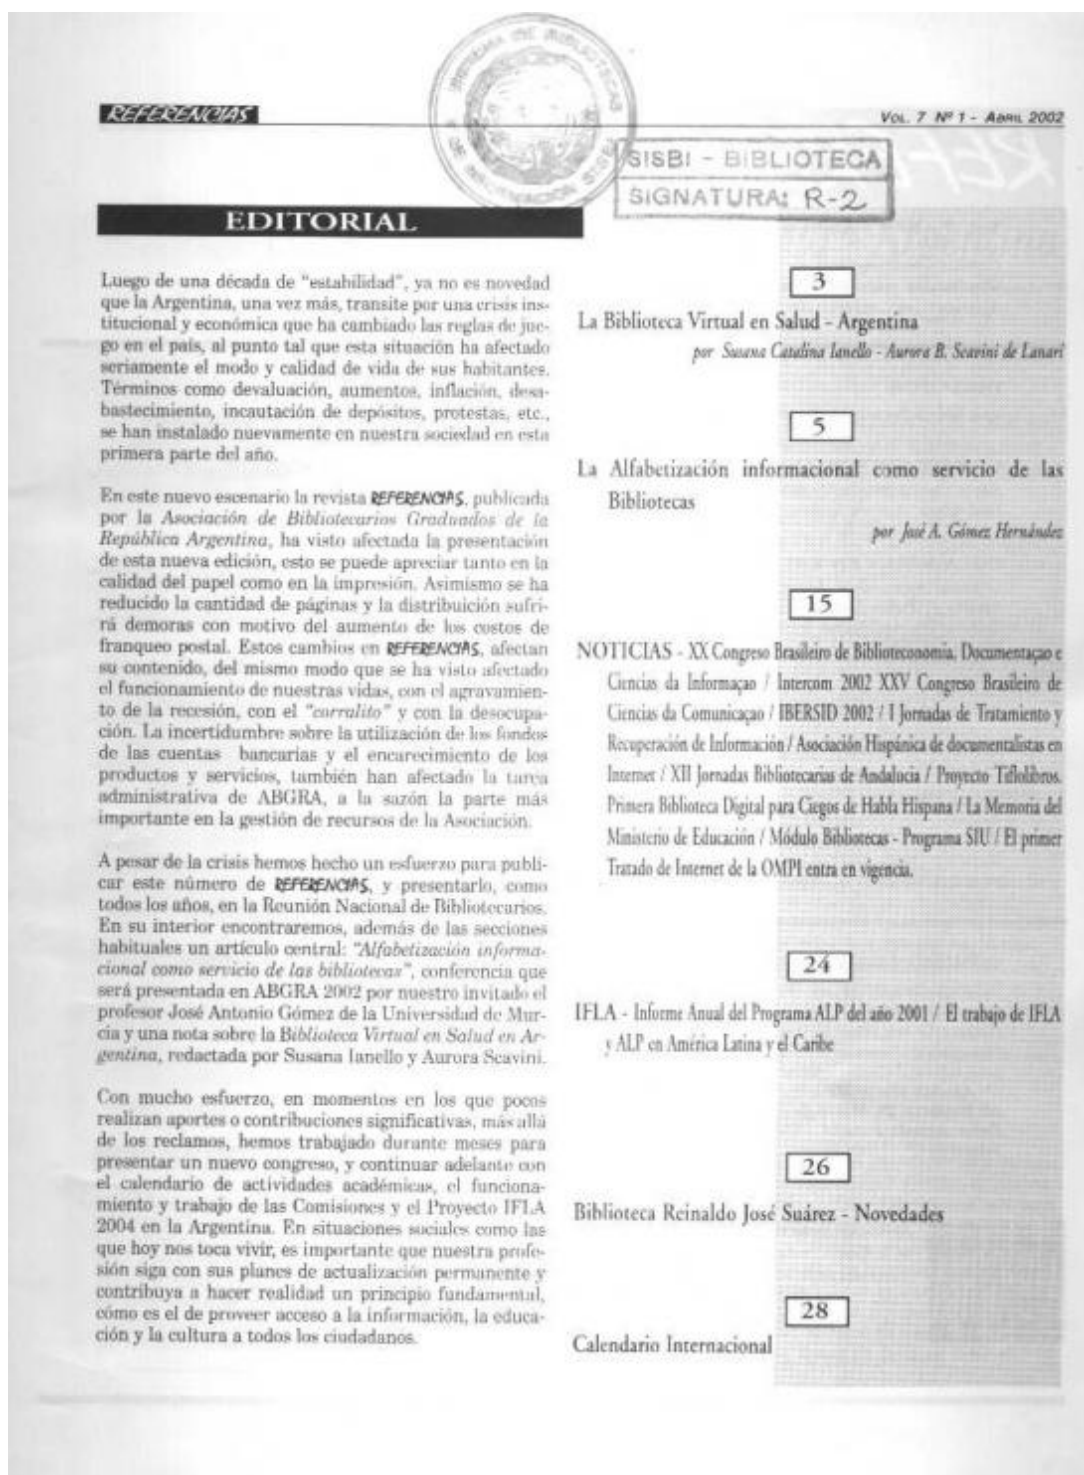 REFERENCIAS
VOL. 7 Nº 1 - ABRIL 2002
SISBI - BIBLIOTECA
SIGNATURA: R-2
EDITORIAL
Luego de una década de "estabilidad", ya no es novedad
que la Argentina, una vez más, transite por una crisis ins-
titucional y económica que ha cambiado las reglas de jue-
go en el país, al punto tal que esta situación ha afectado
seriamente el modo y calidad de vida de sus habitantes.
Términos como devaluación, aumentos, inflación, desa-
bastecimiento, incautación de depósitos, protestas, etc.,
se han instalado nuevamente en nuestra sociedad en esta
primera parte del año.
En este nuevo escenario la revista REFERENCIAS, publicada
por la Asociación de Bibliotecarios Graduados de la
República Argentina, ha visto afectada la presentación
de esta nueva edición, esto se puede apreciar tanto en la
calidad del papel como en la impresión. Asimismo se ha
reducido la cantidad de páginas y la distribuición sufri-
rá demoras con motivo del aumento de los costos de
franqueo postal. Estos cambios en REFERENCIAS, afectan
su contenido, del mismo modo que se ha visto afectado
el funcionamiento de nuestras vidas, con el agravamien-
to de la recesión, con el "corralito" y con la desocupa-
ción. La incertidumbre sobre la utilización de los fondos
de las cuentas bancarias y el encarecimiento de los
productos y servicios, también han afectado la tarea
administrativa de ABGRA, a la sazón la parte más
importante en la gestión de recursos de la Asociación.
A pesar de la crisis hemos hecho un esfuerzo para publi-
car este número de REFERENCIAS, y presentarlo, como
todos los años, en la Reunión Nacional de Bibliotecarios.
En su interior encontraremos, además de las secciones
habituales un artículo central: "Alfabetización informa-
cional como servicio de las bibliotecas", conferencia que
será presentada en ABGRA 2002 por nuestro invitado el
profesor José Antonio Gómez de la Universidad de Mur-
cia y una nota sobre la Biblioteca Virtual en Salud en Ar-
gentina, redactada por Susana Ianello y Aurora Scavini.
Con mucho esfuerzo, en momentos en los que pocos
realizan aportes o contribuciones significativas, más allá
de los reclamos, hemos trabajado durante meses para
presentar un nuevo congreso, y continuar adelante con
el calendario de actividades académicas, el funciona-
miento y trabajo de las Comisiones y el Proyecto IFLA
2004 en la Argentina. En situaciones sociales como las
que hoy nos toca vivir, es importante que nuestra profe-
sión siga con sus planes de actualización permanente y
contribuya a hacer realidad un principio fundamental,
cómo es el de proveer acceso a la información, la educa-
ción y la cultura a todos los ciudadanos.
3
La Biblioteca Virtual en Salud - Argentina
por Susana Catalina Ianello - Aurora B. Scavini de Lanari
5
La Alfabetización informacional como servicio de las
Bibliotecas
por José A. Gómez Hernández
15
NOTICIAS - XX Congreso Brasileiro de Biblioteconomia, Documentaçao e
Ciencias da Informaçao / Intercom 2002 XXV Congreso Brasileiro de
Ciencias da Comunicaçao / IBERSID 2002 / I Jornadas de Tratamiento y
Recuperación de Información / Asociación Hispánica de documentalistas en
Internet / XII Jornadas Bibliotecarias de Andalucia / Proyecto Tiflolibros.
Primera Biblioteca Digital para Ciegos de Habla Hispana / La Memoria del
Ministerio de Educación / Módulo Bibliotecas - Programa SIU / El primer
Tratado de Internet de la OMPI entra en vigencia.
24
IFLA - Informe Anual del Programa ALP del año 2001 / El trabajo de IFLA
y ALP en América Latina y el Caribe
26
Biblioteca Reinaldo José Suárez - Novedades
28
Calendario Internacional